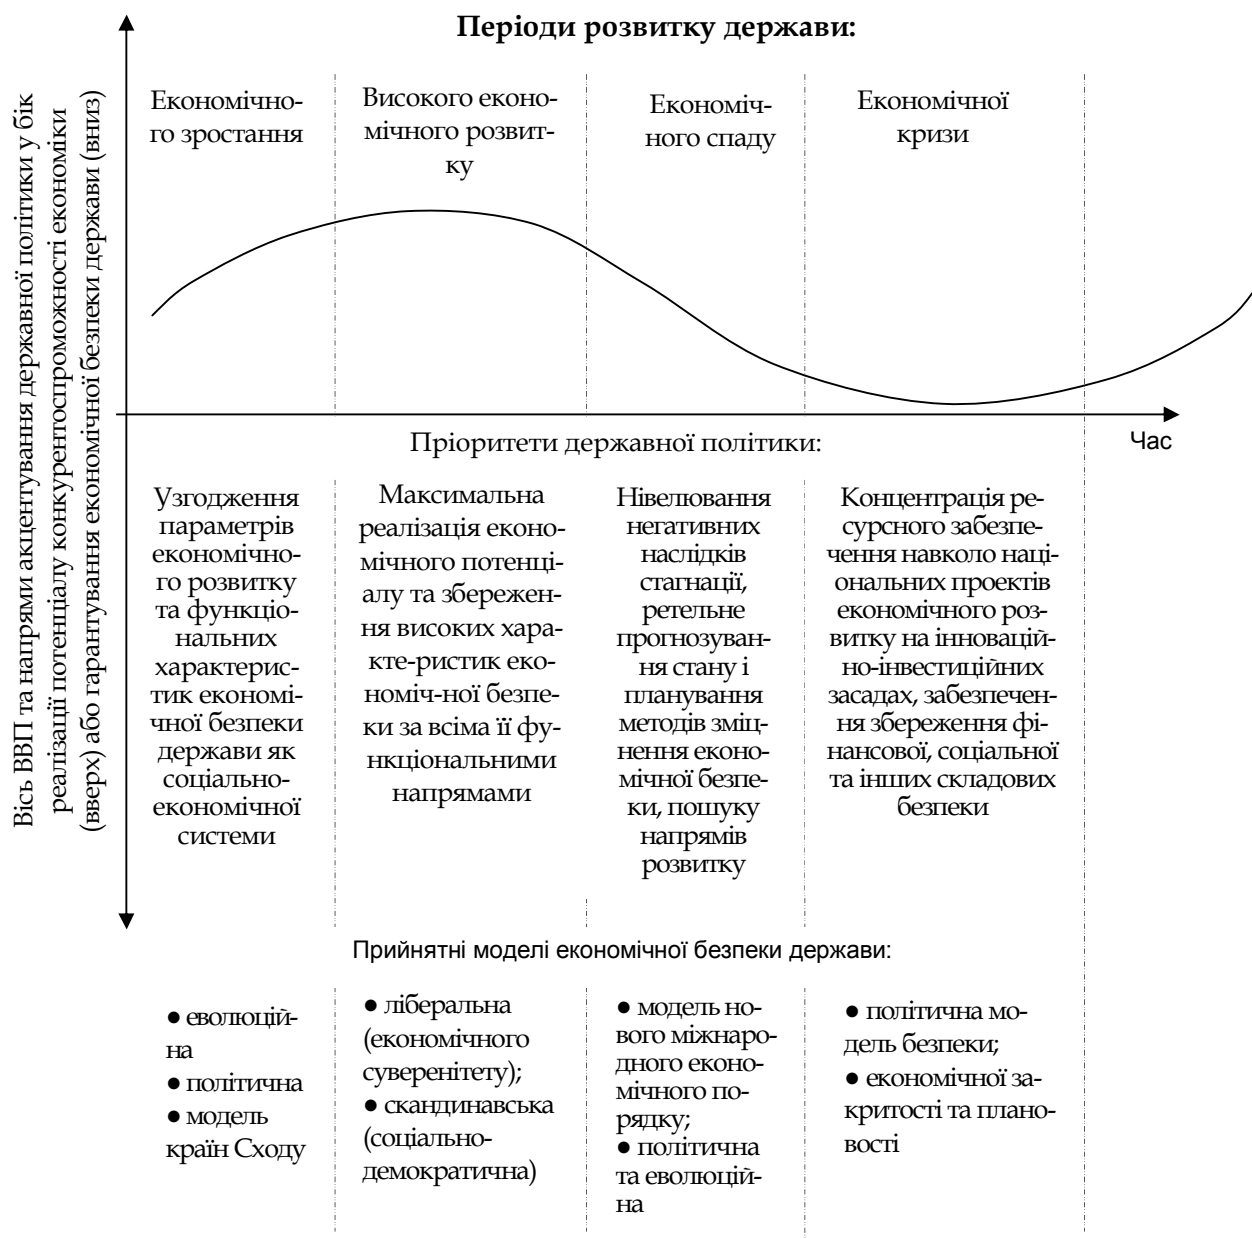 Періоди розвитку держави:
Вісь ВВП та напрями акцентування державної політики у бік
реалізації потенціалу конкурентоспроможності економіки
(вверх) або гарантування економічної безпеки держави (вниз)
Економічно-
го зростання
Високого еконо-
мічного розвит-
ку
Економіч-
ного спаду
Економічної
кризи
Час
Пріоритети державної політики:
Узгодження
параметрів
економічно-
го розвитку
та функціо-
нальних
характерис-
тик економі-
чної безпеки
держави як
соціально-
економічної
системи
Максимальна
реалізація еконо-
мічного потенці-
алу та збережен-
ня високих хара-
кте-ристик еко-
номіч-ної безпе-
ки за всіма її фу-
нкціональними
напрямами
Нівелювання
негативних
наслідків
стагнації,
ретельне
прогнозуван-
ня стану і
планування
методів зміц-
нення еконо-
мічної безпе-
ки, пошуку
напрямів
розвитку
Концентрація ре-
сурсного забезпе-
чення навколо наці-
ональних проектів
економічного роз-
витку на інновацій-
но-інвестиційних
засадах, забезпечен-
ня збереження фі-
нансової, соціальної
та інших складових
безпеки
Прийнятні моделі економічної безпеки держави:
● еволюцій-
на
● політична
● модель
країн Сходу
● ліберальна
(економічного
суверенітету);
● скандинавська
(соціально-
демократична)
● модель но-
вого міжнаро-
дного еконо-
мічного по-
рядку;
● політична
та еволюцій-
на
● політична мо-
дель безпеки;
● економічної за-
критості та плано-
вості